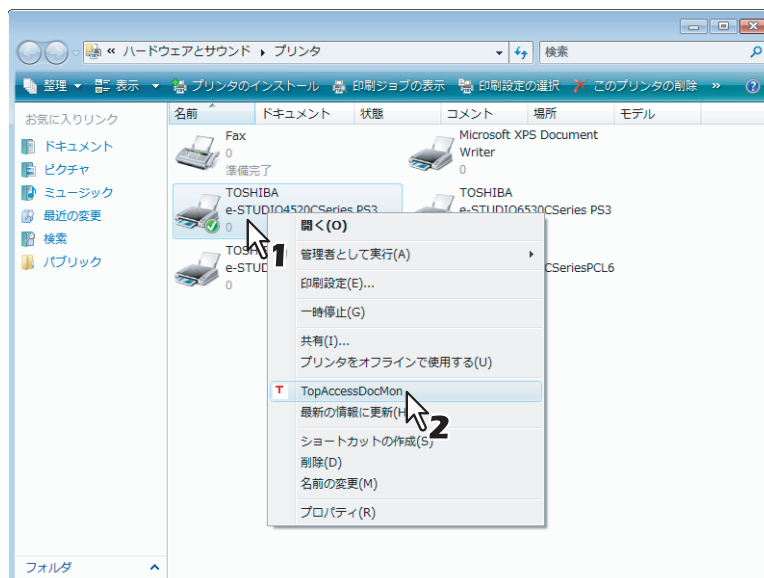 « ハードウェアとサウンド ▸ プリンタ
検索
整理 表示 プリンタのインストール 印刷ジョブの表示 印刷設定の選択 このプリンタの削除 »
お気に入りリンク
ドキュメント
ピクチャ
ミュージック
最近の変更
検索
パブリック
フォルダ
名前 ドキュメント 状態 コメント 場所 モデル
Fax
0
準備完了
Microsoft XPS Document
Writer
0
TOSHIBA
e-STUDIO4520CSeries PS3
0
TOSHIBA
e-STUDIO6530CSeries PS3
e-STUD
0
CSeriesPCL6
1
開く(O)
管理者として実行(A)
印刷設定(E)...
一時停止(G)
共有(I)...
プリンタをオフラインで使用する(U)
T TopAccessDocMon
最新の情報に更新(H
2
ショートカットの作成(S)
削除(D)
名前の変更(M)
プロパティ(R)